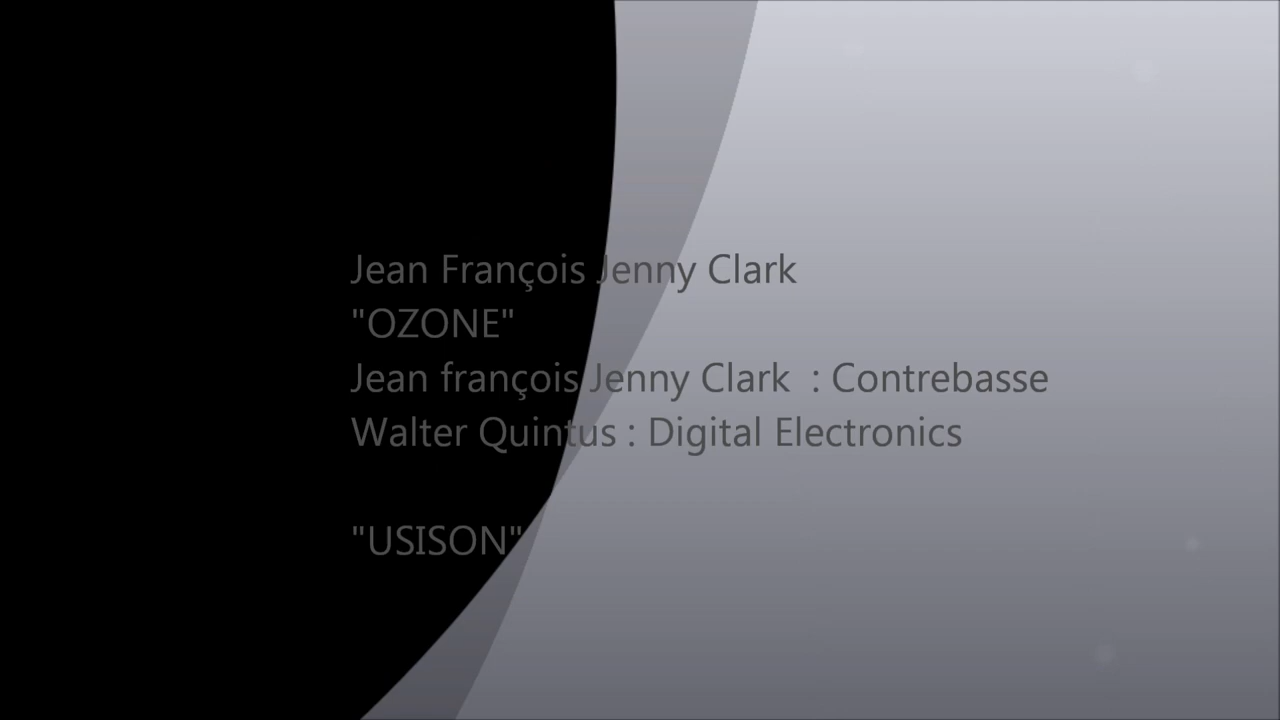 Jean François Jenny Clark
"OZONE"
Jean françois Jenny Clark  : Contrebasse
Walter Quintus : Digital Electronics
"USISON"